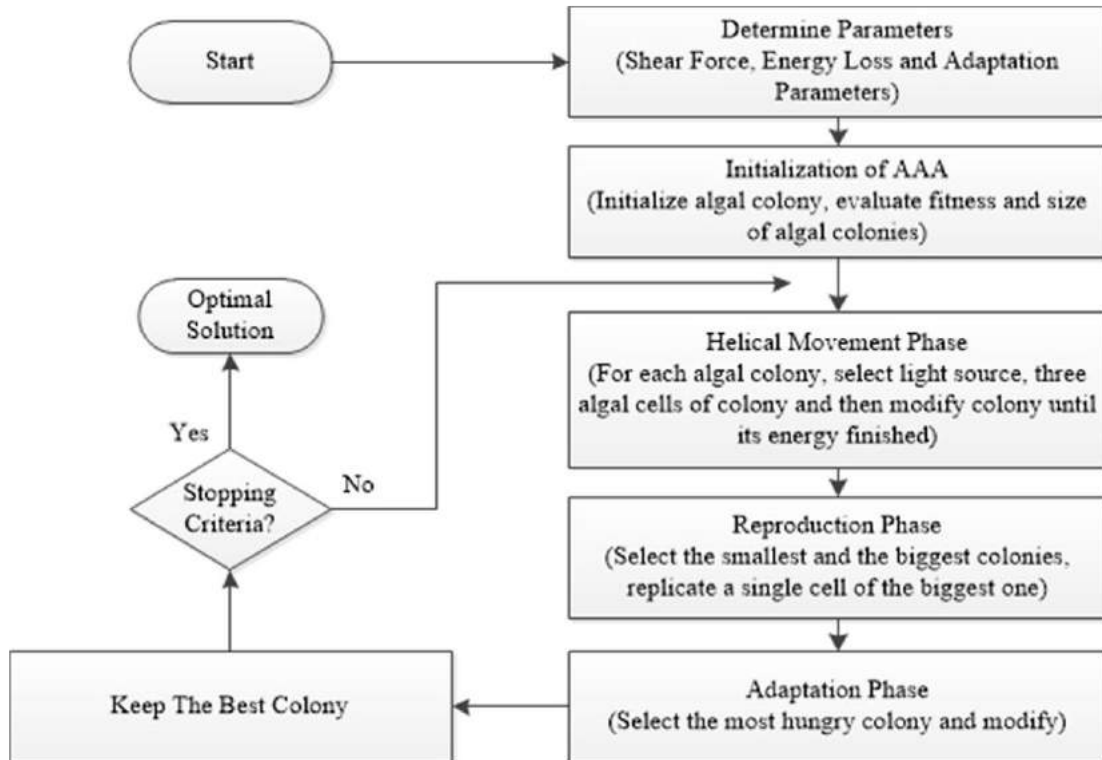 Start
Determine Parameters
(Shear Force, Energy Loss and Adaptation
Parameters)
Initialization of AAA
(Initialize algal colony, evaluate fitness and size
of algal colonies)
Helical Movement Phase
(For each algal colony, select light source, three
algal cells of colony and then modify colony until
its energy finished)
Reproduction Phase
(Select the smallest and the biggest colonies,
replicate a single cell of the biggest one)
Adaptation Phase
(Select the most hungry colony and modify)
Keep The Best Colony
Stopping
Criteria?
No
Yes
Optimal
Solution